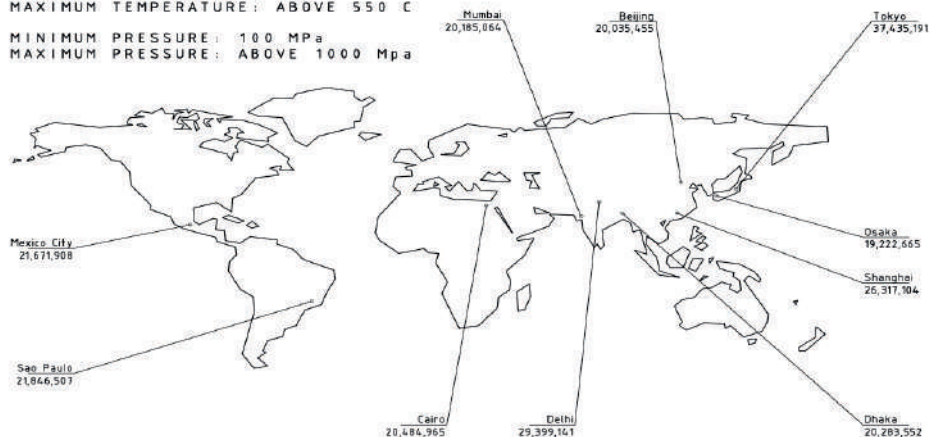 MAXIMUM TEMPERATURE: ABOVE 550 C
MINIMUM PRESSURE: 100 MPa
MAXIMUM PRESSURE: ABOVE 1000 Mpa
Mumbai
20,185,064
Beijing
20,035,455
Tokyo
37,435,191
Mexico City
21,671,908
Osaka
19,222,665
Shanghai
26,317,104
Sao Paulo
21,846,507
Cairo
20,484,965
Delhi
29,399,141
Dhaka
20,283,552